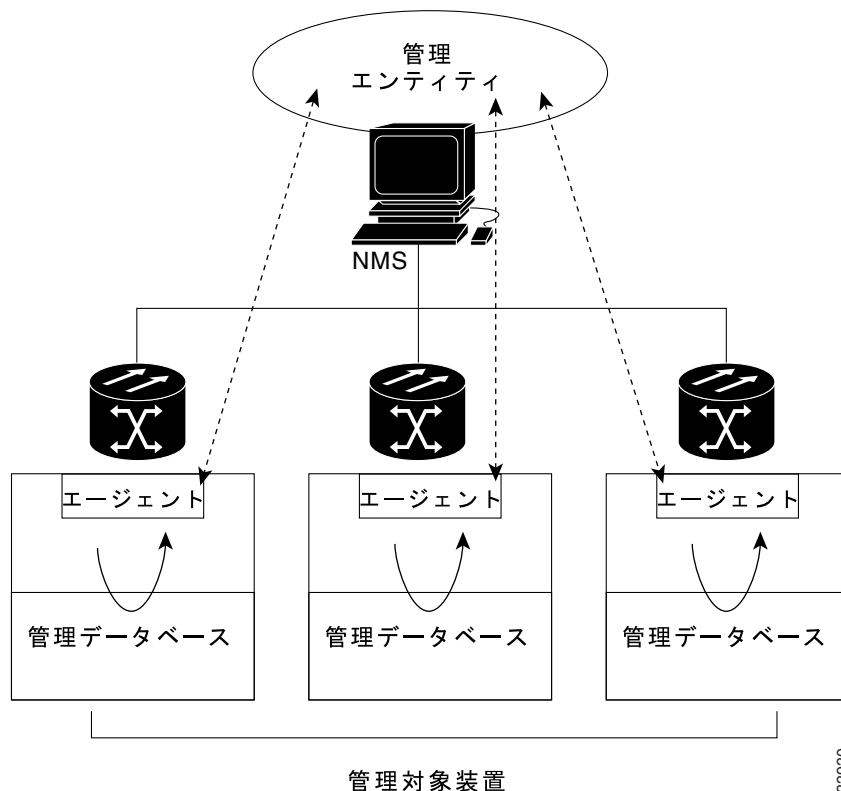 管理
エンティティ
NMS
エージェント
エージェント
エージェント
管理データベース
管理データベース
管理データベース
管理対象装置